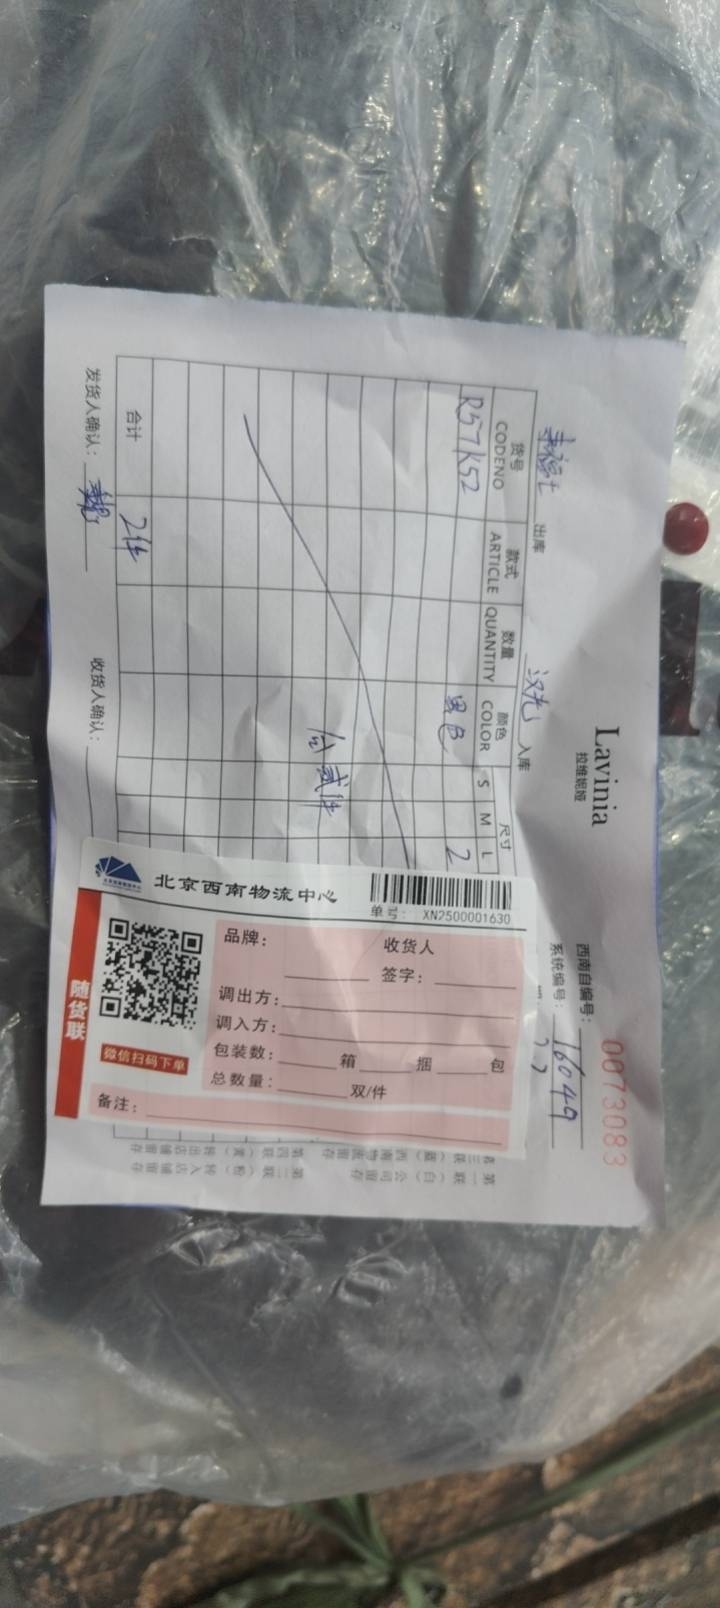 Lavinia
拉维妮娅
西南自编号：
0073083
系统编号： 16049
出库 汉光 入库
货号 款式 数量 颜色 尺寸
CODENO ARTICLE QUANTITY COLOR S M L
R57K52 黑色 2
合贰件
合计 2件
发货人确认：
收货人确认：
北京西南物流中心
单号： XN2500001630
品牌： 收货人
签字：
调出方：
调入方：
包装数： 箱 捆 包
总数量： 双/件
备注：
微信扫码下单
随货联